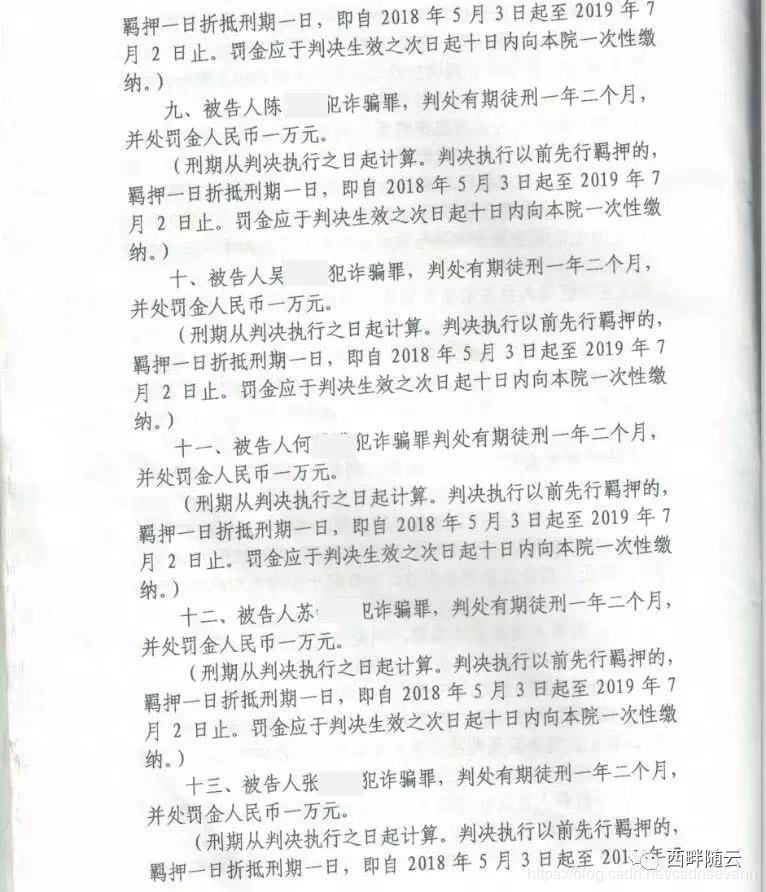 羁押一日折抵刑期一日，即自 2018 年 5 月 3 日起至 2019 年 7
月 2 日止。罚金应于判决生效之次日起十日内向本院一次性缴
纳。）
九、被告人陈 犯诈骗罪，判处有期徒刑一年二个月，
并处罚金人民币一万元。
（刑期从判决执行之日起计算。判决执行以前先行羁押的，
羁押一日折抵刑期一日，即自 2018 年 5 月 3 日起至 2019 年 7
月 2 日止。罚金应于判决生效之次日起十日内向本院一次性缴
纳。）
十、被告人吴 犯诈骗罪，判处有期徒刑一年二个月，
并处罚金人民币一万元。
（刑期从判决执行之日起计算。判决执行以前先行羁押的，
羁押一日折抵刑期一日，即自 2018 年 5 月 3 日起至 2019 年 7
月 2 日止。罚金应于判决生效之次日起十日内向本院一次性缴
纳。）
十一、被告人何 犯诈骗罪判处有期徒刑一年二个月，
并处罚金人民币一万元。
（刑期从判决执行之日起计算。判决执行以前先行羁押的，
羁押一日折抵刑期一日，即自 2018 年 5 月 3 日起至 2019 年 7
月 2 日止。罚金应于判决生效之次日起十日内向本院一次性缴
纳。）
十二、被告人苏 犯诈骗罪，判处有期徒刑一年二个月，
并处罚金人民币一万元。
（刑期从判决执行之日起计算。判决执行以前先行羁押的，
羁押一日折抵刑期一日，即自 2018 年 5 月 3 日起至 2019 年 7
月 2 日止。罚金应于判决生效之次日起十日内向本院一次性缴
纳。）
十三、被告人张 犯诈骗罪，判处有期徒刑一年二个月，
并处罚金人民币一万元。
（刑期从判决执行之日起计算。判决执行以前先行羁押的，
羁押一日折抵刑期一日，即自 2018 年 5 月 3 日起至 201
西畔随云
https://blog.csdn.net/csdnsevenn